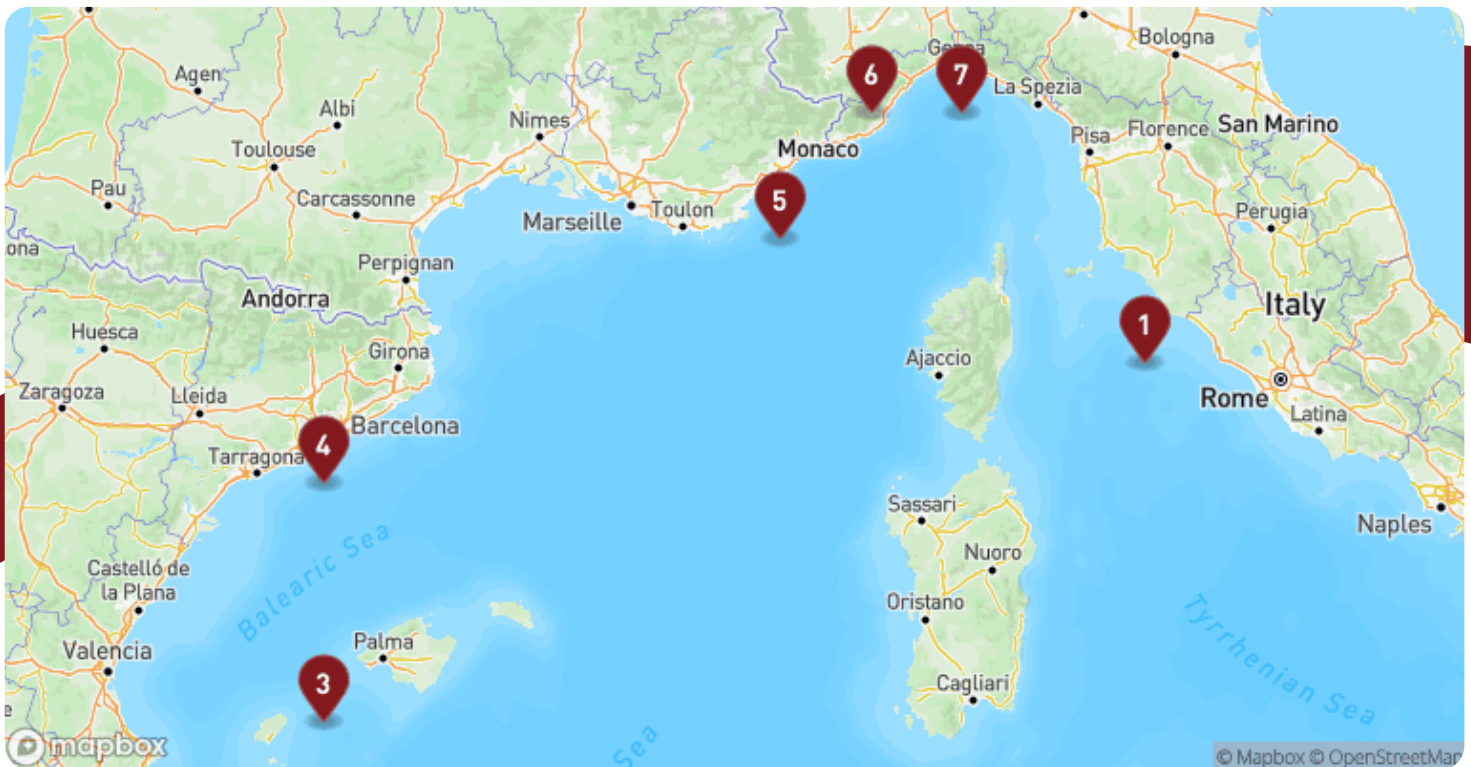 Bologna
Agen
Genoa
6
7
La Spezia
Albi
Nimes
San Marino
Pisa
Florence
Toulouse
Monaco
Pau
Carcassonne
5
Toulon
Marseille
Perugia
ona
Perpignan
Andorra
Italy
Huesca
1
Girona
Ajaccio
Zaragoza
Lleida
Rome
Latina
Barcelona
4
Tarragona
Sassari
Naples
Balearic Sea
Nuoro
Castelló de
la Plana
Oristano
Tyrrhenian Sea
Palma
Valencia
3
Cagliari
e
Sea
mapbox
© Mapbox © OpenStreetMap